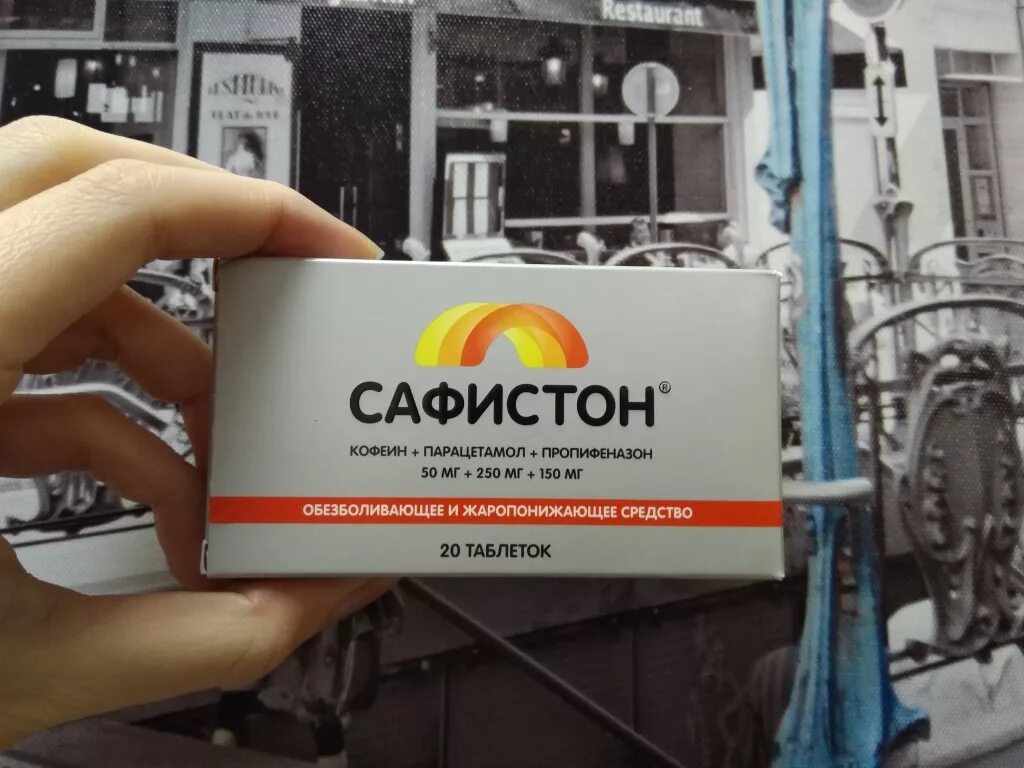 Restaurant
САФИСТОН®
КОФЕИН + ПАРАЦЕТАМОЛ + ПРОПИФЕНАЗОН
50 МГ + 250 МГ + 150 МГ
ОБЕЗБОЛИВАЮЩЕЕ И ЖАРОПОНИЖАЮЩЕЕ СРЕДСТВО
20 ТАБЛЕТОК